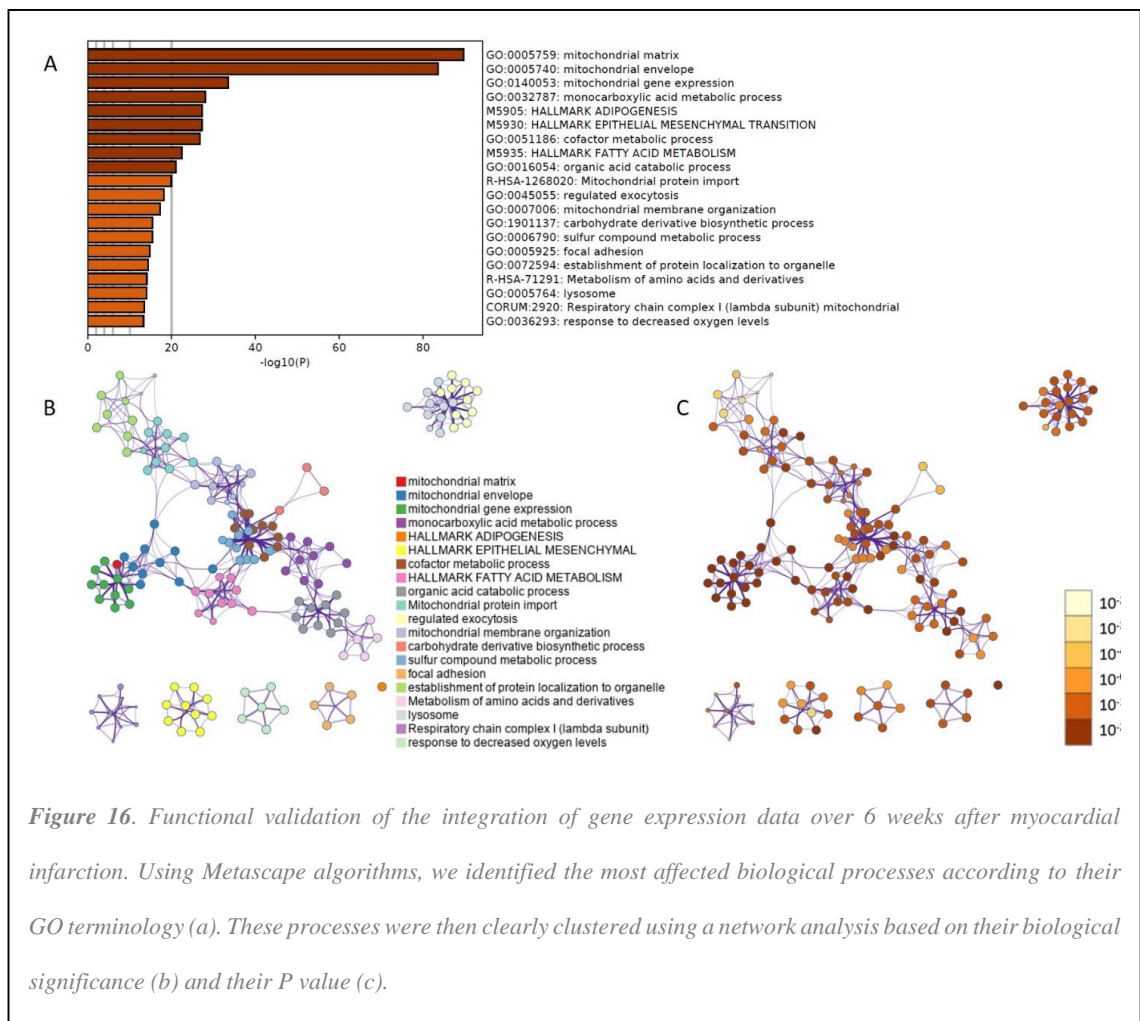 A
GO:0005759: mitochondrial matrix
GO:0005740: mitochondrial envelope
GO:0140053: mitochondrial gene expression
GO:0032787: monocarboxylic acid metabolic process
M5905: HALLMARK ADIPOGENESIS
M5930: HALLMARK EPITHELIAL MESENCHYMAL TRANSITION
GO:0051186: cofactor metabolic process
M5935: HALLMARK FATTY ACID METABOLISM
GO:0016054: organic acid catabolic process
R-HSA-1268020: Mitochondrial protein import
GO:0045055: regulated exocytosis
GO:0007006: mitochondrial membrane organization
GO:1901137: carbohydrate derivative biosynthetic process
GO:0006790: sulfur compound metabolic process
GO:0005925: focal adhesion
GO:0072594: establishment of protein localization to organelle
R-HSA-71291: Metabolism of amino acids and derivatives
GO:0005764: lysosome
CORUM:2920: Respiratory chain complex I (lambda subunit) mitochondrial
GO:0036293: response to decreased oxygen levels
0 20 40 60 80
-log10(P)
B
mitochondrial matrix
mitochondrial envelope
mitochondrial gene expression
monocarboxylic acid metabolic process
HALLMARK ADIPOGENESIS
HALLMARK EPITHELIAL MESENCHYMAL
cofactor metabolic process
HALLMARK FATTY ACID METABOLISM
organic acid catabolic process
Mitochondrial protein import
regulated exocytosis
mitochondrial membrane organization
carbohydrate derivative biosynthetic process
sulfur compound metabolic process
focal adhesion
establishment of protein localization to organelle
Metabolism of amino acids and derivatives
lysosome
Respiratory chain complex I (lambda subunit)
response to decreased oxygen levels
C
10
10
10
10
10
10
Figure 16. Functional validation of the integration of gene expression data over 6 weeks after myocardial
infarction. Using Metascape algorithms, we identified the most affected biological processes according to their
GO terminology (a). These processes were then clearly clustered using a network analysis based on their biological
significance (b) and their P value (c).